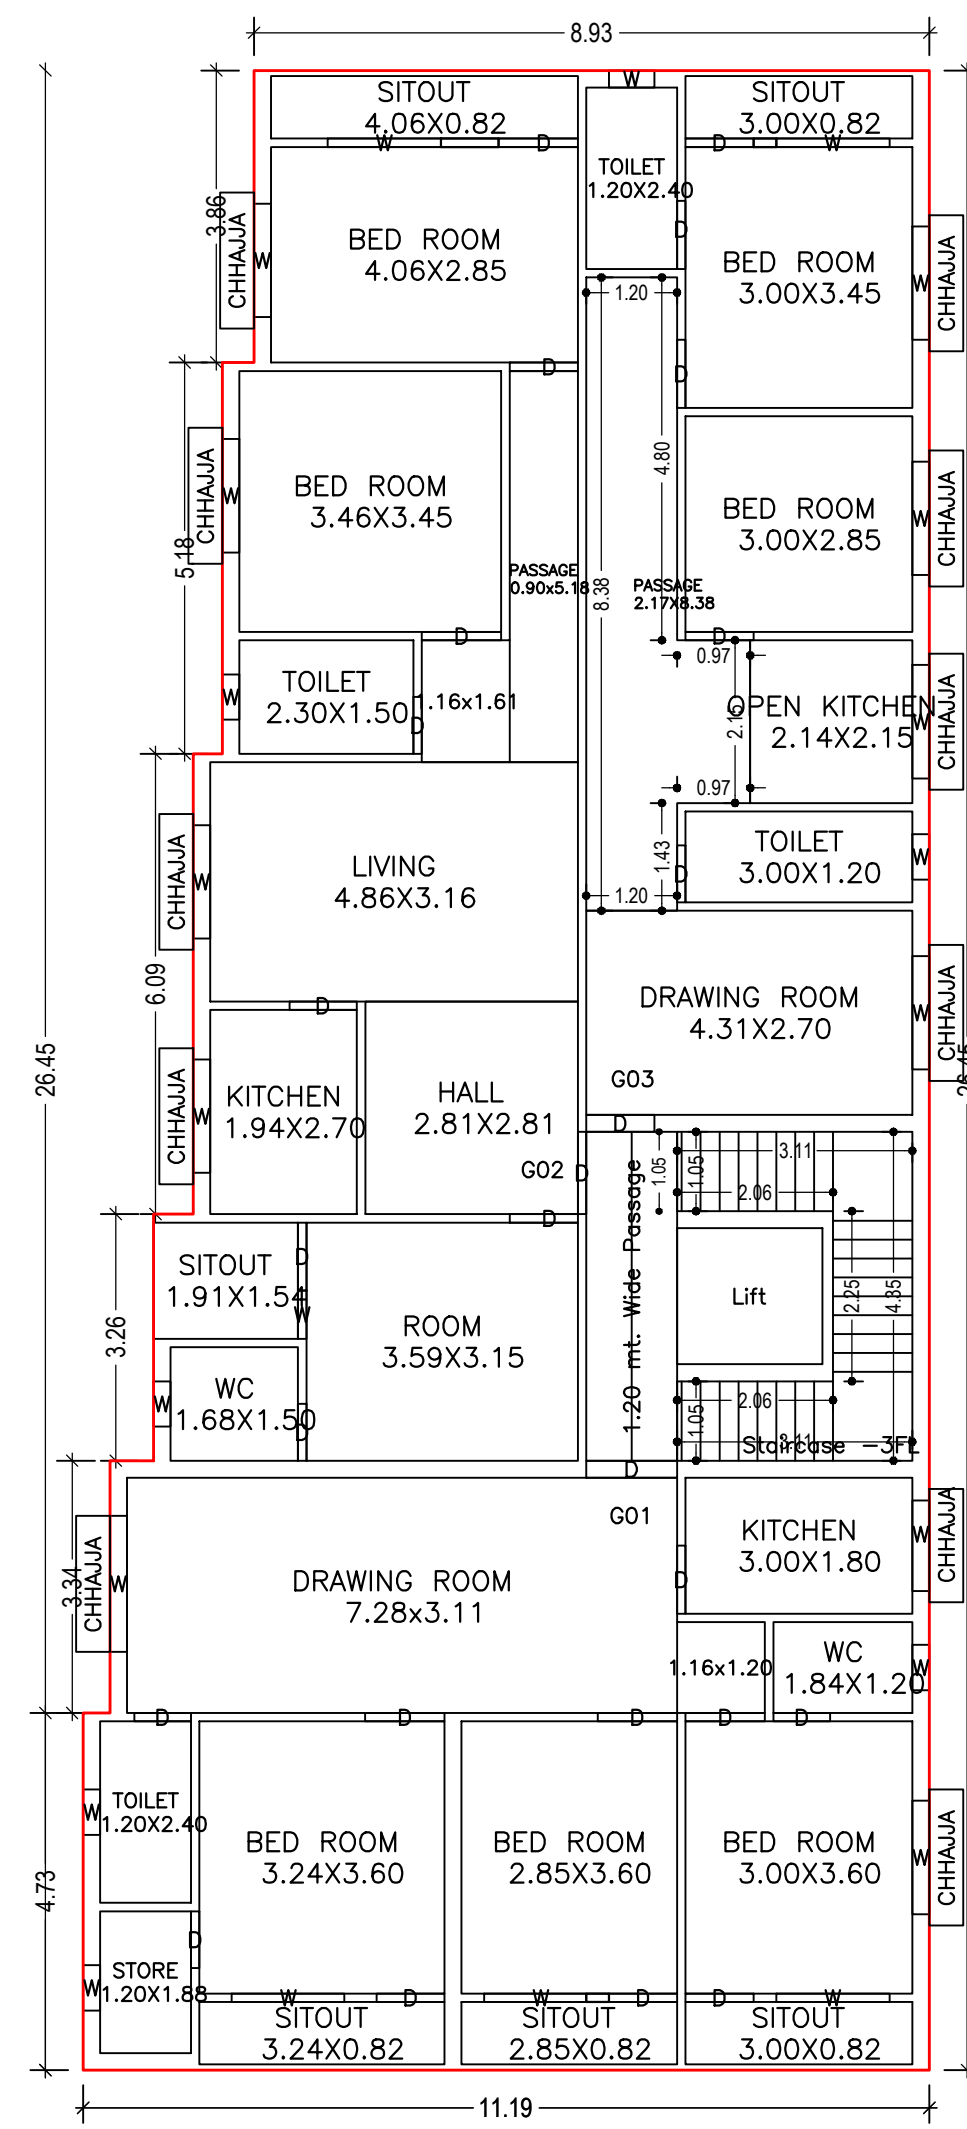 8.93
SITOUT
4.06X0.82
W
SITOUT
3.00X0.82
W
D
D
W
TOILET
1.20X2.40
3.86
CHHAJJA
W
BED ROOM
4.06X2.85
D
BED ROOM
3.00X3.45
W
CHHAJJA
1.20
D
D
4.80
BED ROOM
3.46X3.45
W
CHHAJJA
5.18
BED ROOM
3.00X2.85
W
CHHAJJA
PASSAGE
0.90x5.18
8.38
PASSAGE
2.17X8.38
D
D
0.97
TOILET
2.30X1.50
W
D
1.16x1.61
2.15
OPEN KITCHEN
2.14X2.15
W
CHHAJJA
0.97
TOILET
3.00X1.20
W
D
1.43
1.20
LIVING
4.86X3.16
W
CHHAJJA
6.09
26.45
DRAWING ROOM
4.31X2.70
W
CHHAJJA
26.45
D
G03
KITCHEN
1.94X2.70
W
CHHAJJA
HALL
2.81X2.81
G02
D
D
1.05
1.05
3.11
2.06
1.20 mt. Wide Passage
D
SITOUT
1.91X1.54
D
W
Lift
2.25
4.35
3.26
ROOM
3.59X3.15
WC
1.68X1.50
W
D
1.05
2.06
3.11
Staircase -3FL
D
G01
KITCHEN
3.00X1.80
W
CHHAJJA
D
3.34
CHHAJJA
W
DRAWING ROOM
7.28x3.11
1.16x1.20
WC
1.84X1.20
W
D
D
D
D
D
TOILET
1.20X2.40
W
BED ROOM
3.24X3.60
BED ROOM
2.85X3.60
BED ROOM
3.00X3.60
W
CHHAJJA
4.73
D
STORE
1.20X1.88
W
W
D
W
D
D
W
SITOUT
3.24X0.82
SITOUT
2.85X0.82
SITOUT
3.00X0.82
11.19